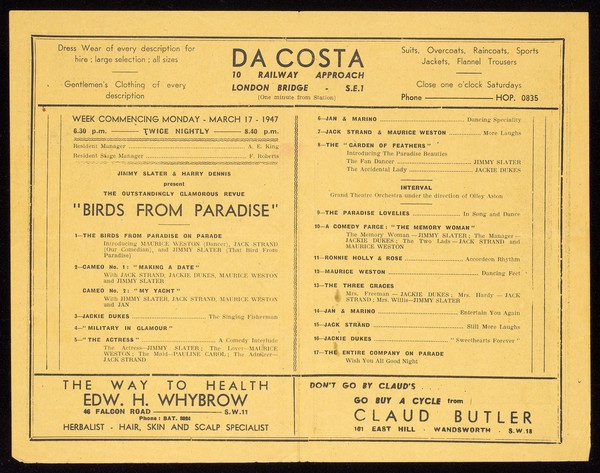 Dress Wear of every description for
hire ; large selection ; all sizes
Gentlemen's Clothing of every
description
DA COSTA
10 RAILWAY APPROACH
LONDON BRIDGE - S.E.1
(One minute from Station)
Suits, Overcoats, Raincoats, Sports
Jackets, Flannel Trousers
Close one o'clock Saturdays
Phone HOP. 0835
WEEK COMMENCING MONDAY - MARCH 17 - 1947
6.30 p.m. TWICE NIGHTLY 8.40 p.m.
Resident Manager A. E. King
Resident Stage Manager F. Roberts
JIMMY SLATER & HARRY DENNIS
present
THE OUTSTANDINGLY GLAMOROUS REVUE
"BIRDS FROM PARADISE"
1—THE BIRDS FROM PARADISE ON PARADE
Introducing MAURICE WESTON (Dancer), JACK STRAND
(Our Comedian), and JIMMY SLATER (That Bird From
Paradise)
2—CAMEO No. 1: "MAKING A DATE"
With JACK STRAND, JACKIE DUKES, MAURICE WESTON
and JIMMY SLATER
CAMEO No. 2: "MY YACHT"
With JIMMY SLATER, JACK STRAND, MAURICE WESTON
and JAN
3—JACKIE DUKES The Singing Fisherman
4—"MILITARY IN GLAMOUR"
5—"THE ACTRESS" A Comedy Interlude
The Actress—JIMMY SLATER ; The Lover—MAURICE
WESTON ; The Maid—PAULINE CAROL ; The Admirer—
JACK STRAND
6—JAN & MARINO Dancing Speciality
7—JACK STRAND & MAURICE WESTON More Laughs
8—THE "GARDEN OF FEATHERS"
Introducing The Paradise Beauties
The Fan Dancer JIMMY SLATER
The Accidental Lady JACKIE DUKES
INTERVAL
Grand Theatre Orchestra under the direction of Olley Aston
9—THE PARADISE LOVELIES In Song and Dance
10—A COMEDY FARCE: "THE MEMORY WOMAN"
The Memory Woman—JIMMY SLATER ; The Manager—
JACKIE DUKES ; The Two Lads—JACK STRAND and
MAURICE WESTON
11—RONNIE HOLLY & ROSE Accordeon Rhythm
12—MAURICE WESTON Dancing Feet
13—THE THREE GRACES
Mrs. Freeman — JACKIE DUKES ; Mrs. Hardy — JACK
STRAND ; Mrs. Willis—JIMMY SLATER
14—JAN & MARINO Entertain You Again
15—JACK STRAND Still More Laughs
16—JACKIE DUKES "Sweethearts Forever"
17—THE ENTIRE COMPANY ON PARADE
Wish You All Good Night
THE WAY TO HEALTH
EDW. H. WHYBROW
46 FALCON ROAD S.W.11
Phone : BAT.
HERBALIST - HAIR, SKIN AND SCALP SPECIALIST
DON'T GO BY CLAUD'S . . .
GO BUY A CYCLE from
CLAUD BUTLER
101 EAST HILL - WANDSWORTH - S.W.18